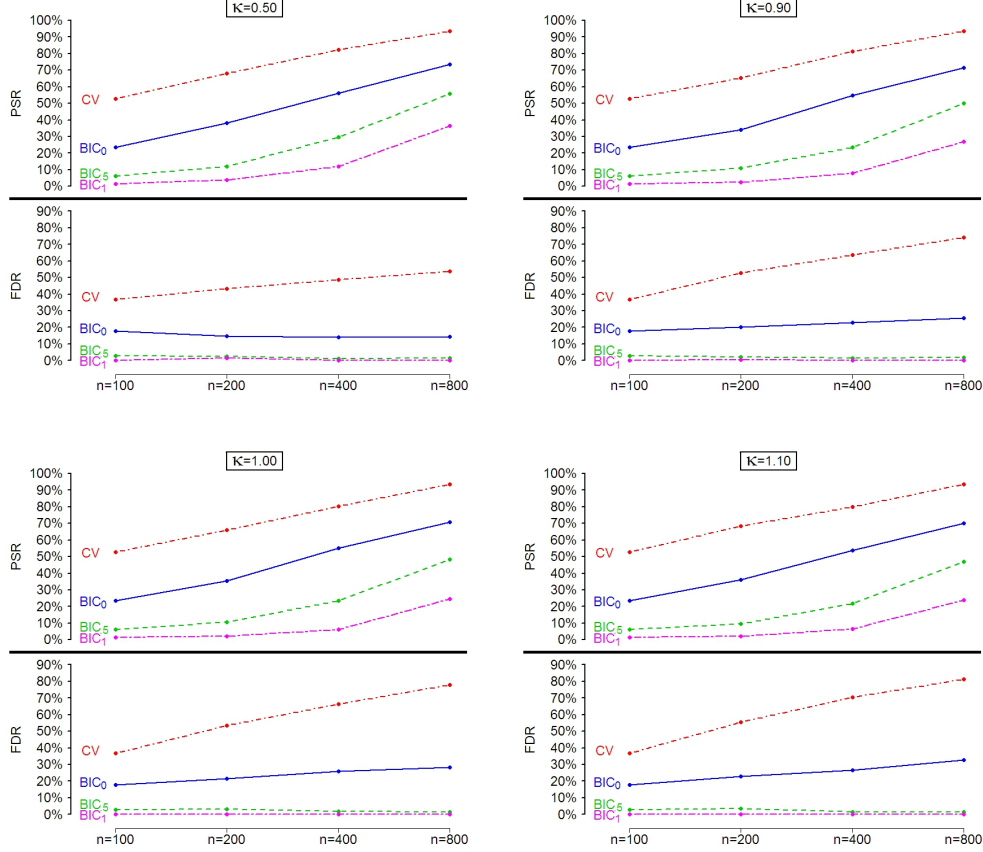 κ=0.50
100%
90%
80%
70%
60%
50%
40%
30%
20%
10%
0%
PSR
CV
BIC0
BIC5
BIC1
90%
80%
70%
60%
50%
40%
30%
20%
10%
0%
FDR
CV
BIC0
BIC5
BIC1
n=100 n=200 n=400 n=800
κ=0.90
100%
90%
80%
70%
60%
50%
40%
30%
20%
10%
0%
PSR
CV
BIC0
BIC5
BIC1
90%
80%
70%
60%
50%
40%
30%
20%
10%
0%
FDR
CV
BIC0
BIC5
BIC1
n=100 n=200 n=400 n=800
κ=1.00
100%
90%
80%
70%
60%
50%
40%
30%
20%
10%
0%
PSR
CV
BIC0
BIC5
BIC1
90%
80%
70%
60%
50%
40%
30%
20%
10%
0%
FDR
CV
BIC0
BIC5
BIC1
n=100 n=200 n=400 n=800
κ=1.10
100%
90%
80%
70%
60%
50%
40%
30%
20%
10%
0%
PSR
CV
BIC0
BIC5
BIC1
90%
80%
70%
60%
50%
40%
30%
20%
10%
0%
FDR
CV
BIC0
BIC5
BIC1
n=100 n=200 n=400 n=800